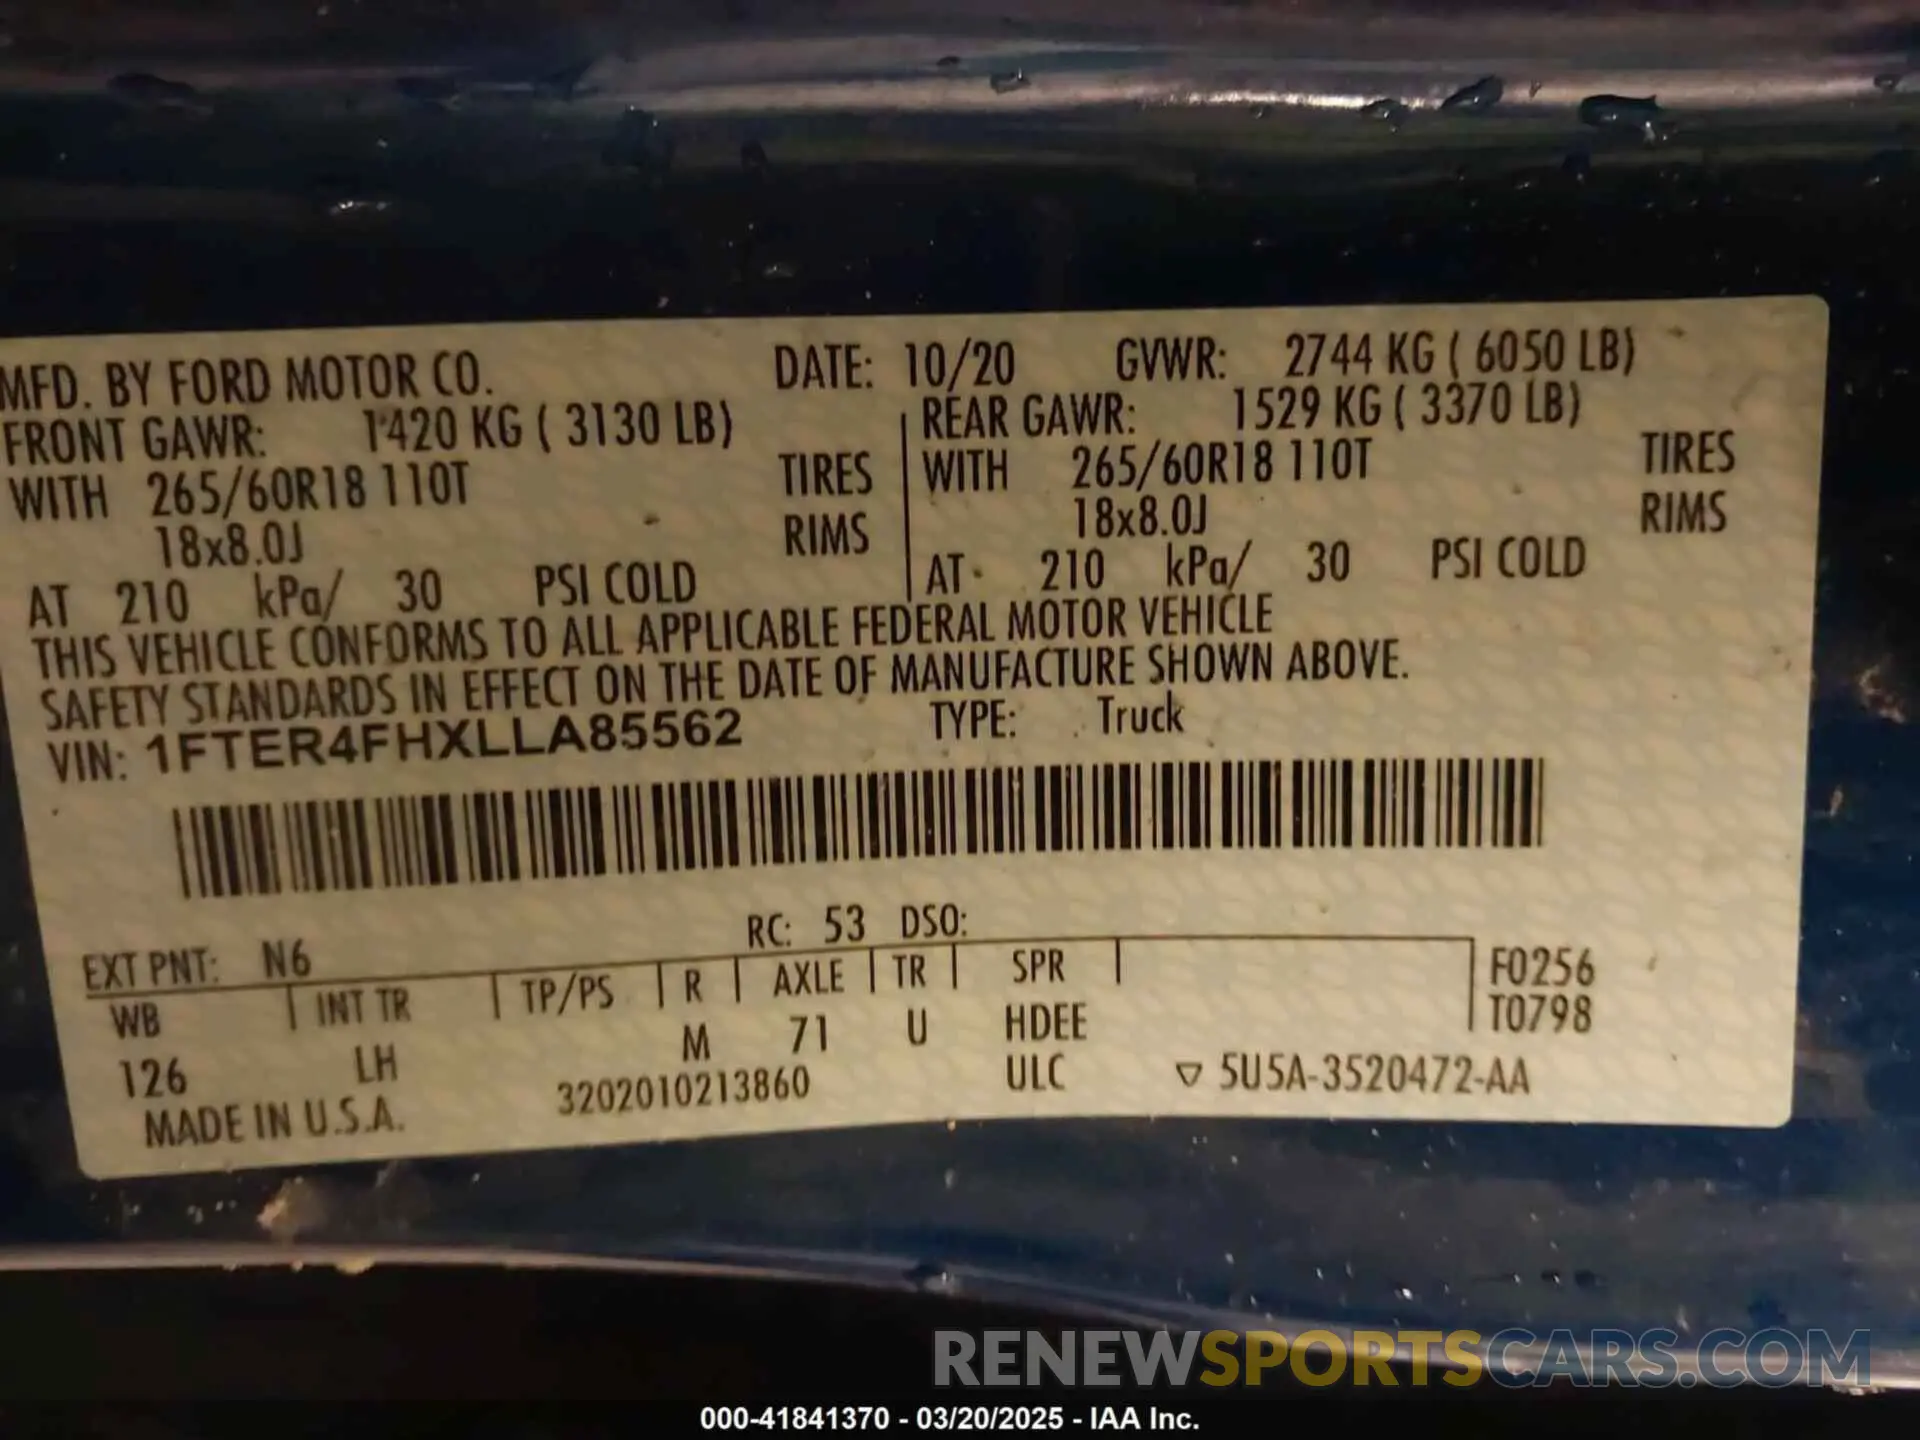 MFD. BY FORD MOTOR CO. DATE: 10/20 GVWR: 2744 KG ( 6050 LB)
FRONT GAWR: 1420 KG ( 3130 LB) REAR GAWR: 1529 KG ( 3370 LB)
WITH 265/60R18 110T TIRES WITH 265/60R18 110T TIRES
18x8.0J RIMS 18x8.0J RIMS
AT 210 kPa/ 30 PSI COLD AT 210 kPa/ 30 PSI COLD
THIS VEHICLE CONFORMS TO ALL APPLICABLE FEDERAL MOTOR VEHICLE
SAFETY STANDARDS IN EFFECT ON THE DATE OF MANUFACTURE SHOWN ABOVE.
VIN: 1FTER4FHXLLA85562 TYPE: Truck
EXT PNT: N6 RC: 53 DSO:
WB INT TR TP/PS R AXLE TR SPR F0256
126 LH M 71 U HDEE T0798
MADE IN U.S.A. 3202010213860 ULC ▽ 5U5A-3520472-AA
RENEWSPORTSCARS.COM
000-41841370 - 03/20/2025 - IAA Inc.